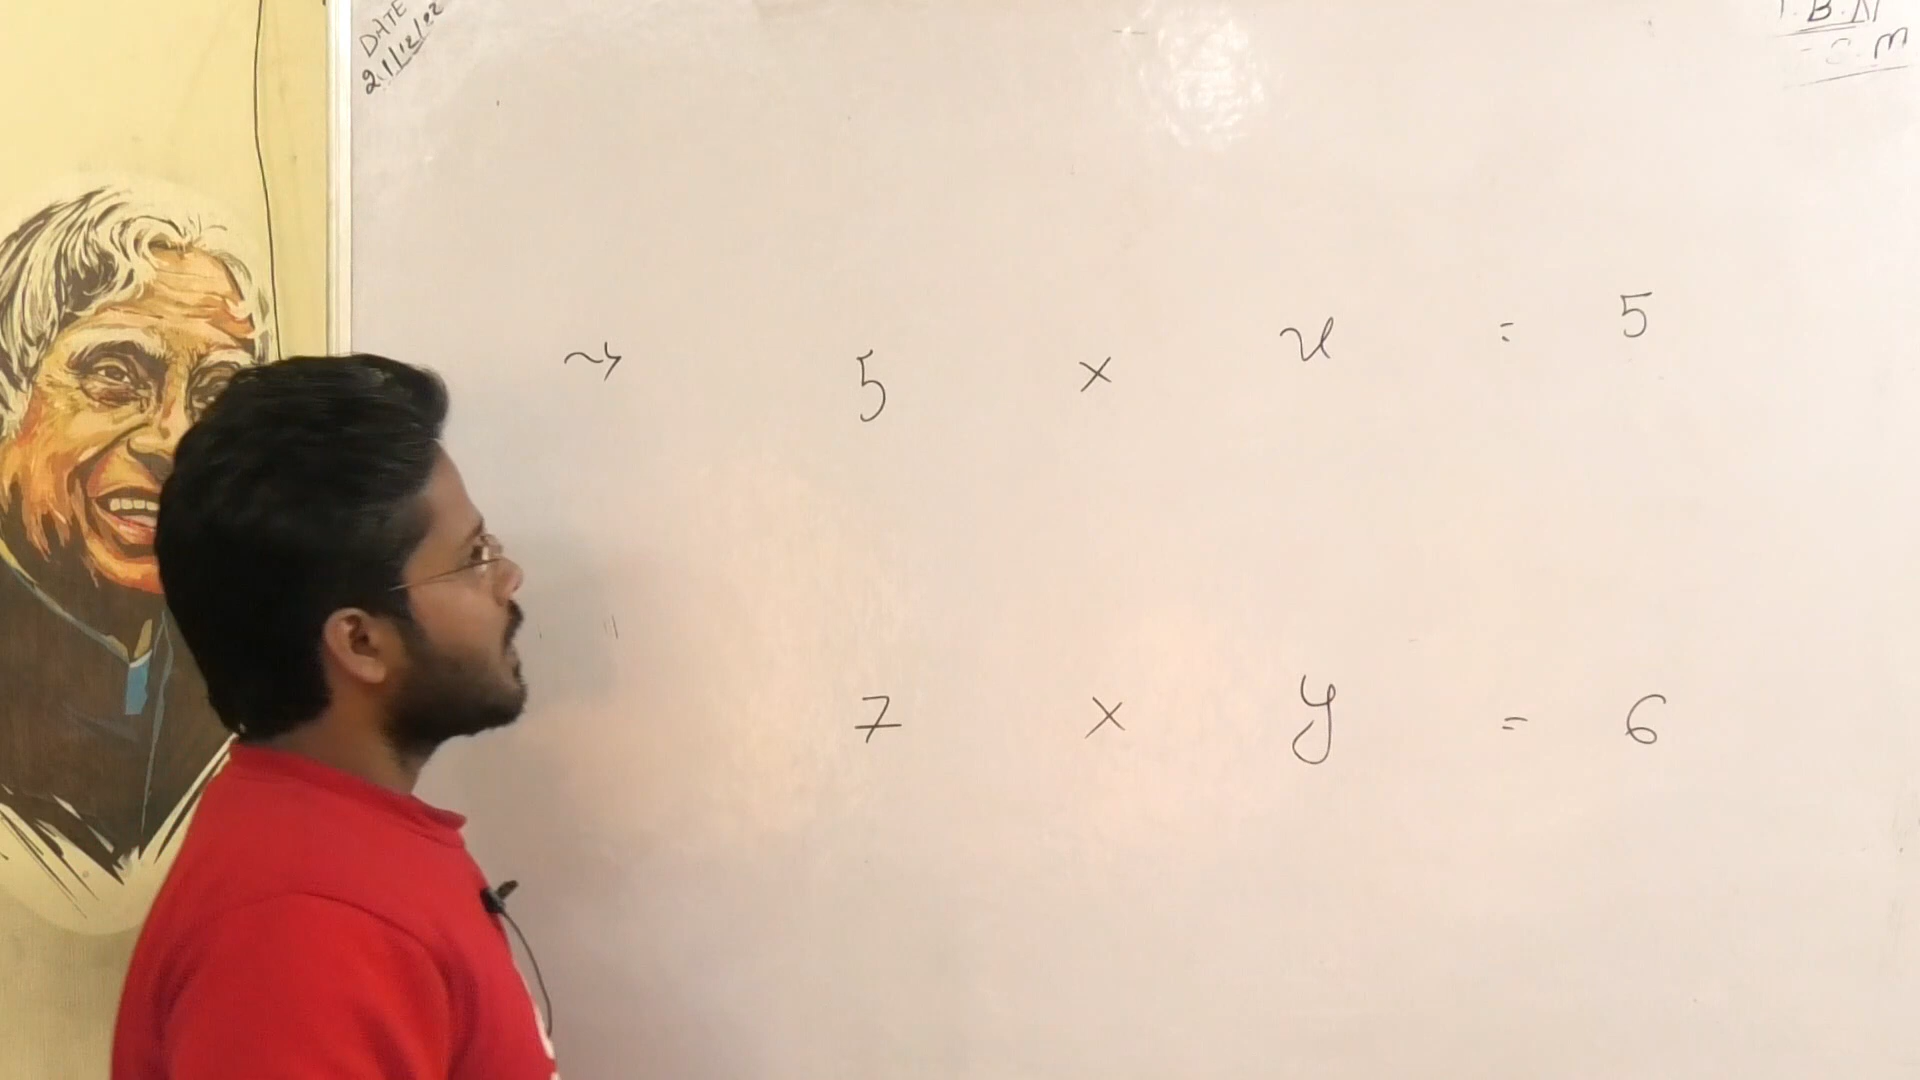 DATE
21/12/22
5 × x = 5
7 × y = 6